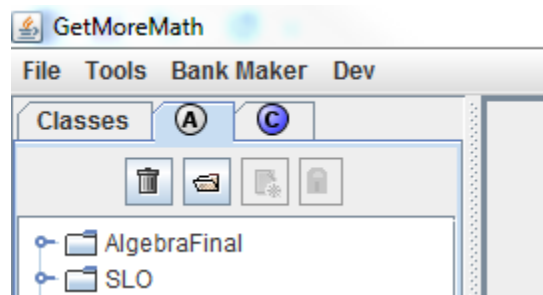 GetMoreMath
File Tools Bank Maker Dev
Classes A C
AlgebraFinal
SLO